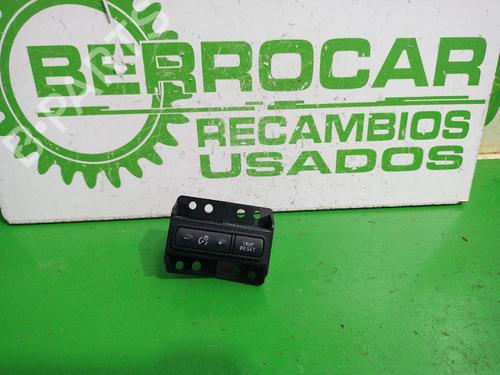 BERROCAR
RECAMBIOS
USADOS
- +
TRIP
RESET